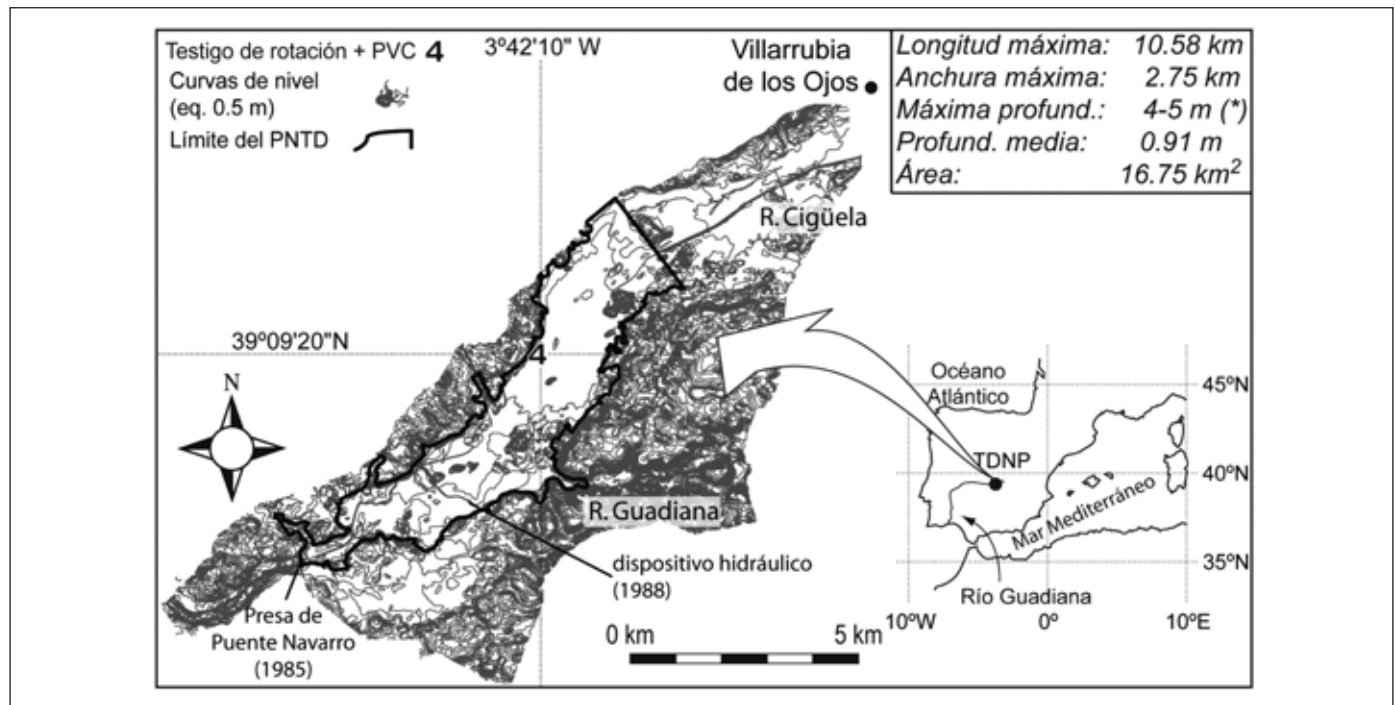 Testigo de rotación + PVC 4
Curvas de nivel
(eq. 0.5 m)
Límite del PNTD
3º42'10" W
Villarrubia
de los Ojos
Longitud máxima: 10.58 km
Anchura máxima: 2.75 km
Máxima profund.: 4-5 m (*)
Profund. media: 0.91 m
Área: 16.75 km²
R. Cigüela
39º09'20"N
4
N
R. Guadiana
dispositivo hidráulico
(1988)
Presa de
Puente Navarro
(1985)
0 km 5 km
Océano
Atlántico
45ºN
TDNP
40ºN
Mar Mediterráneo
35ºN
Río Guadiana
10ºW 0º 10ºE